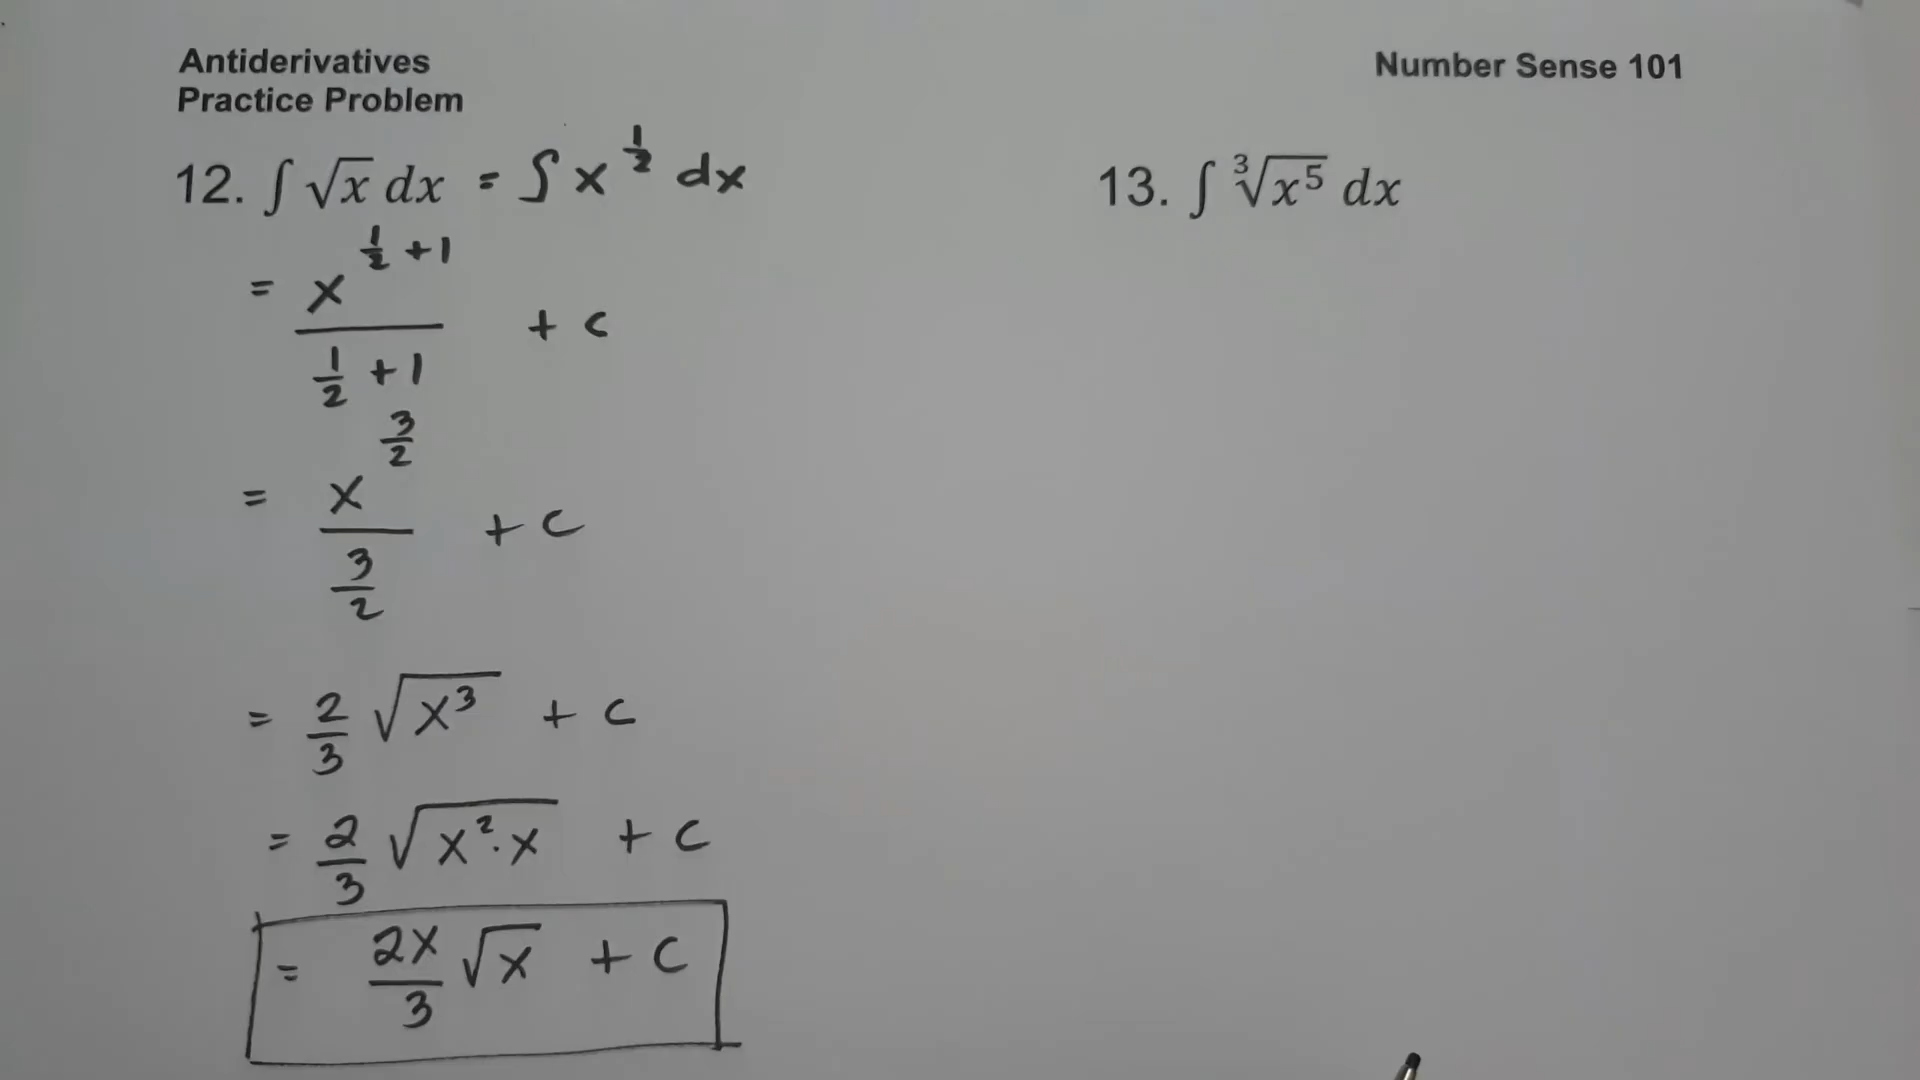 Antiderivatives
Practice Problem
Number Sense 101
12. ∫ √x dx = ∫ x^(1/2) dx
= x^(1/2 + 1) / (1/2 + 1) + c
= x^(3/2) / (3/2) + c
= 2/3 √(x³) + c
= 2/3 √(x²·x) + c
= 2x/3 √x + c
13. ∫ ∛(x⁵) dx